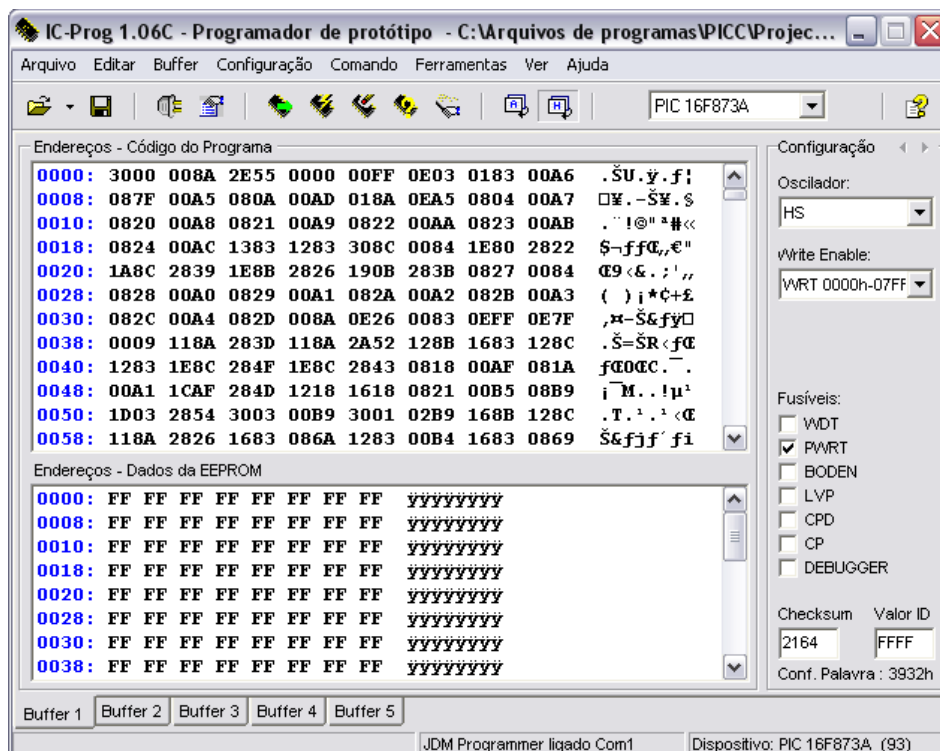 IC-Prog 1.06C - Programador de protótipo - C:\Arquivos de programas\PICC\Projec...
Arquivo Editar Buffer Configuração Comando Ferramentas Ver Ajuda
PIC 16F873A
Endereços - Código do Programa
0000: 3000 008A 2E55 0000 00FF 0E03 0183 00A6 .ŠU.ÿ.ƒ¦
0008: 087F 00A5 080A 00AD 018A 0EA5 0804 00A7
0010: 0820 00A8 0821 00A9 0822 00AA 0823 00AB . ¨!©"ª#«
0018: 0824 00AC 1383 1283 308C 0084 1E80 2822 $¬ƒƒŒ„€"
0020: 1A8C 2839 1E8B 2826 190B 283B 0827 0084 Œ9‹&.;'„
0028: 0828 00A0 0829 00A1 082A 00A2 082B 00A3 ( )¡*¢+£
0030: 082C 00A4 082D 008A 0E26 0083 0EFF 0E7F ,¤-Š&ƒÿ□
0038: 0009 118A 283D 118A 2A52 128B 1683 128C .Š=ŠR‹ƒŒ
0040: 1283 1E8C 284F 1E8C 2843 0818 00AF 081A ƒŒOŒC.¯.
0048: 00A1 1CAF 284D 1218 1618 0821 00B5 08B9 ¡¯M..!µ¹
0050: 1D03 2854 3003 00B9 3001 02B9 168B 128C .T.¹.¹‹Œ
0058: 118A 2826 1683 086A 1283 00B4 1683 0869 Š&ƒjƒ´ƒi
Endereços - Dados da EEPROM
0000: FF FF FF FF FF FF FF FF ÿÿÿÿÿÿÿÿ
0008: FF FF FF FF FF FF FF FF ÿÿÿÿÿÿÿÿ
0010: FF FF FF FF FF FF FF FF ÿÿÿÿÿÿÿÿ
0018: FF FF FF FF FF FF FF FF ÿÿÿÿÿÿÿÿ
0020: FF FF FF FF FF FF FF FF ÿÿÿÿÿÿÿÿ
0028: FF FF FF FF FF FF FF FF ÿÿÿÿÿÿÿÿ
0030: FF FF FF FF FF FF FF FF ÿÿÿÿÿÿÿÿ
0038: FF FF FF FF FF FF FF FF ÿÿÿÿÿÿÿÿ
Configuração
Oscilador:
HS
Write Enable:
WRT 0000h-07FF
Fusíveis:
WDT
PWRT
BODEN
LVP
CPD
CP
DEBUGGER
Checksum Valor ID
2164 FFFF
Conf. Palavra : 3932h
Buffer 1 Buffer 2 Buffer 3 Buffer 4 Buffer 5
JDM Programmer ligado Com1 Dispositivo: PIC 16F873A (93)